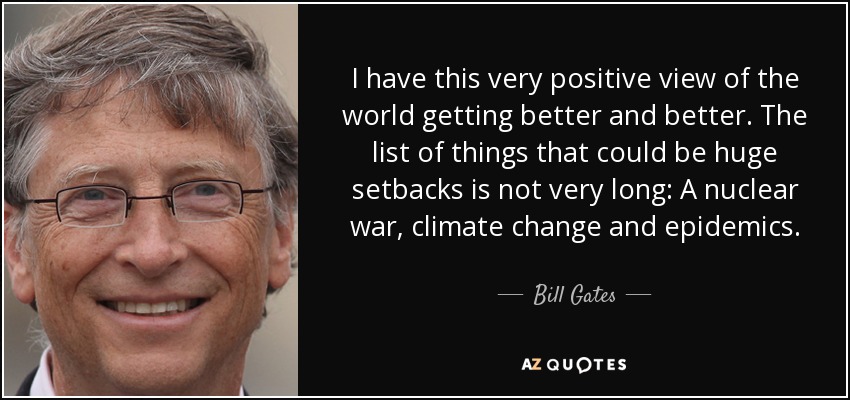 I have this very positive view of the
world getting better and better. The
list of things that could be huge
setbacks is not very long: A nuclear
war, climate change and epidemics.
Bill Gates
AZ QUOTES